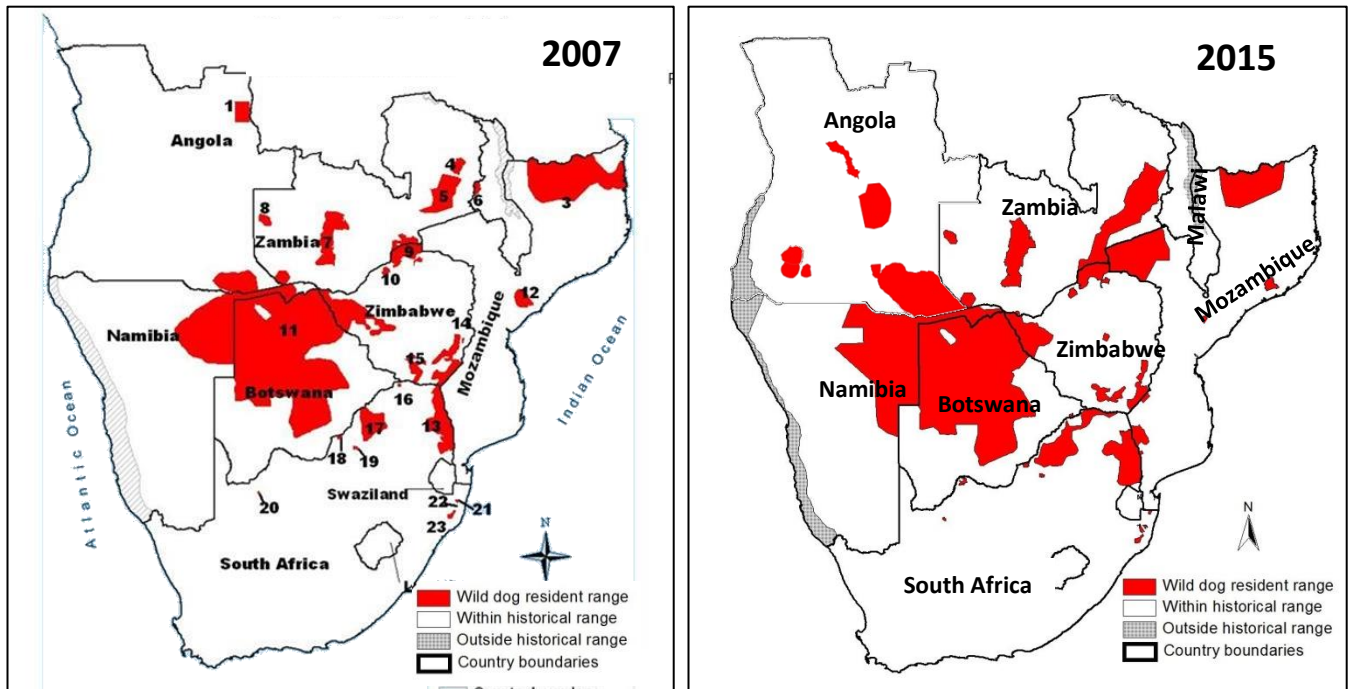 2007
1
Angola
4
5
6
3
8
Zambia 7
9
10
12
Zimbabwe
11
Namibia
14
15
Botswana
Mozambique
16
13
17
18
19
Swaziland
20
22
21
23
South Africa
L
Atlantic Ocean
Indian Ocean
N
Wild dog resident range
Within historical range
Outside historical range
Country boundaries
2015
Angola
Zambia
Malawi
Mozambique
Zimbabwe
Namibia
Botswana
South Africa
N
Wild dog resident range
Within historical range
Outside historical range
Country boundaries